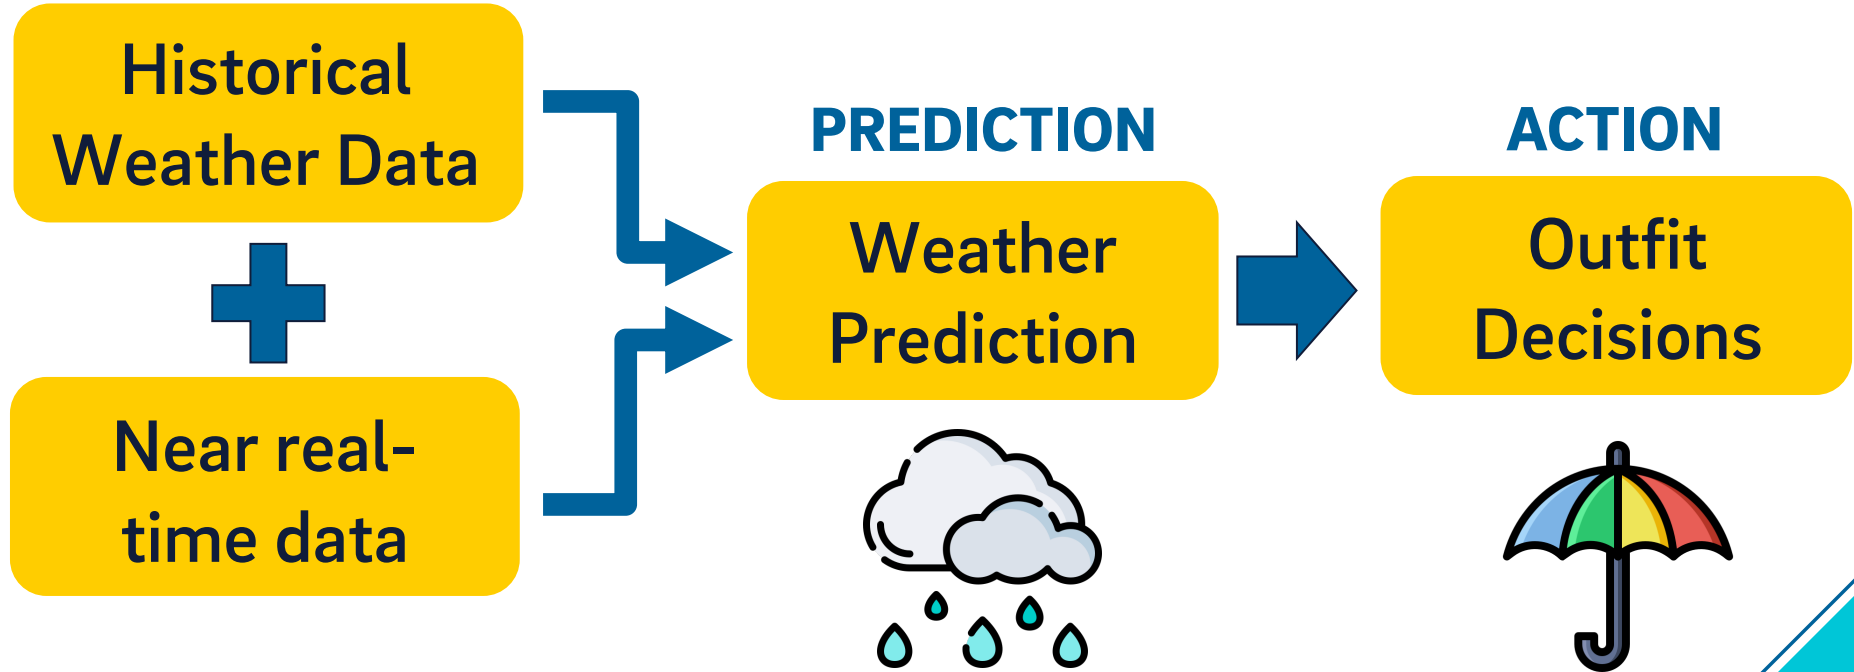 Historical
Weather Data
Near real-
time data
PREDICTION
Weather
Prediction
ACTION
Outfit
Decisions